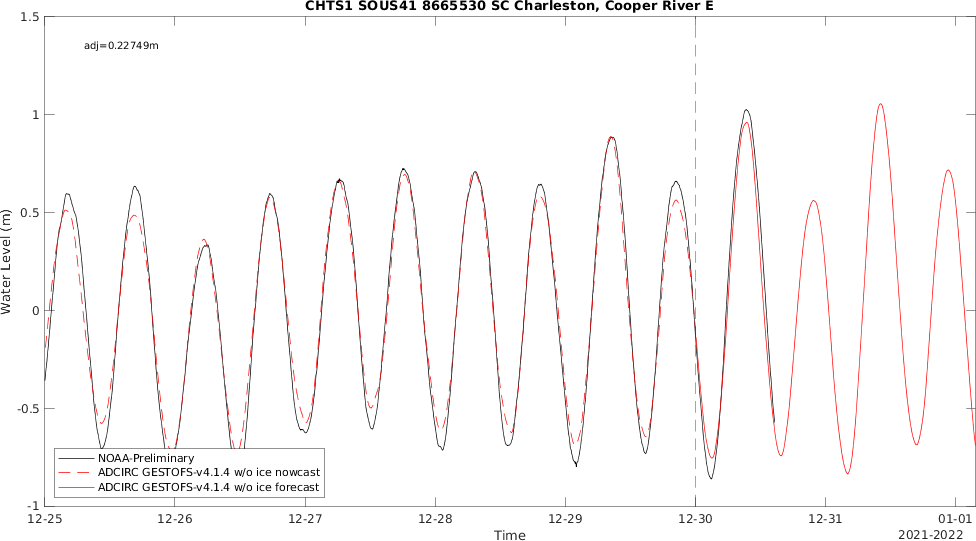 CHTS1 SOUS41 8665530 SC Charleston, Cooper River E
adj=0.22749m
1.5
1
0.5
0
-0.5
-1
Water Level (m)
NOAA-Preliminary
ADCIRC GESTOFS-v4.1.4 w/o ice nowcast
ADCIRC GESTOFS-v4.1.4 w/o ice forecast
12-25 12-26 12-27 12-28 12-29 12-30 12-31 01-01
Time
2021-2022